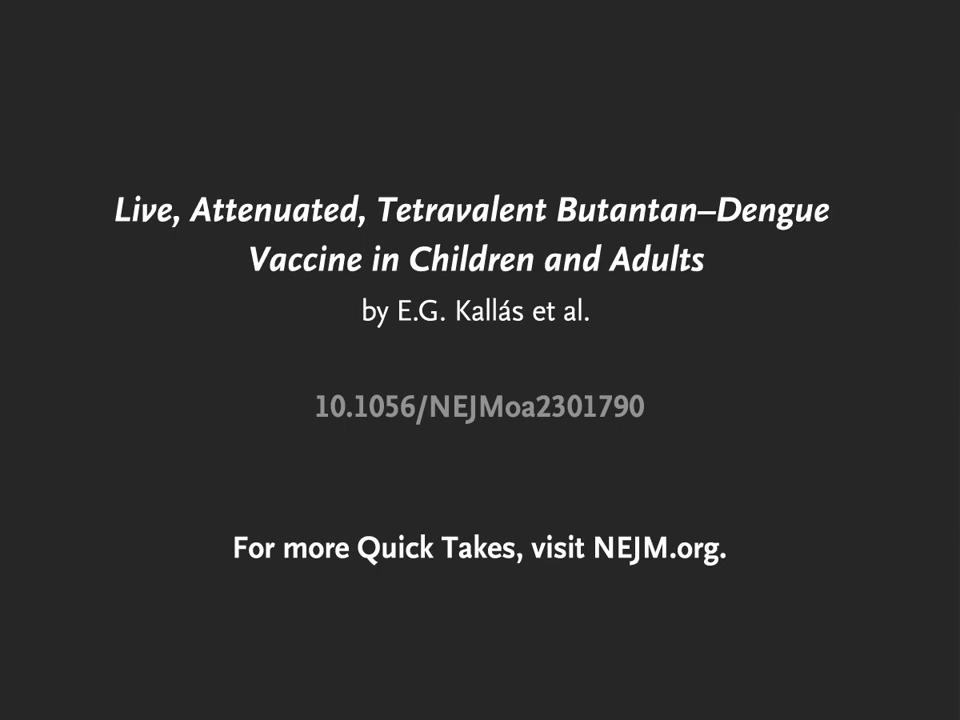 Live, Attenuated, Tetravalent Butantan–Dengue
Vaccine in Children and Adults
by E.G. Kallás et al.
10.1056/NEJMoa2301790
For more Quick Takes, visit NEJM.org.